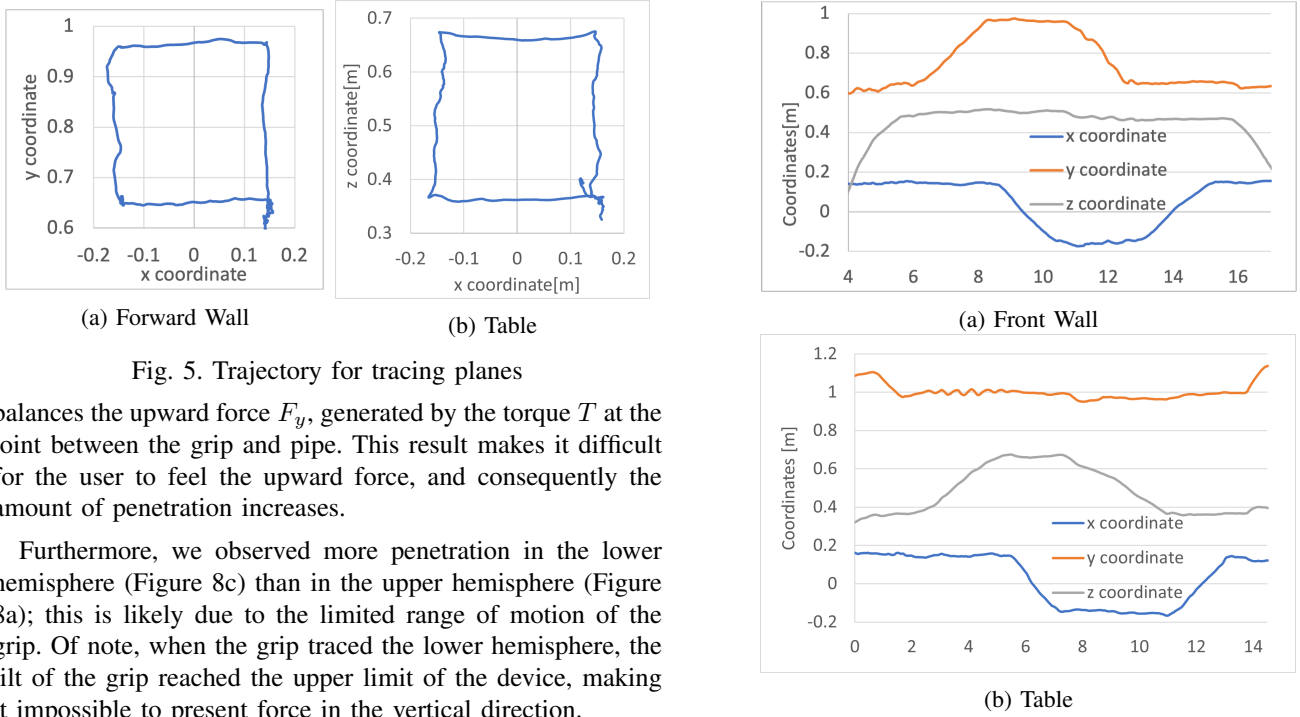 1
0.9
0.8
0.7
0.6
-0.2
-0.1
0
0.1
0.2
y coordinate
x coordinate
(a) Forward Wall
0.7
0.6
0.5
0.4
0.3
-0.2
-0.1
0
0.1
0.2
z coordinate[m]
x coordinate[m]
(b) Table
Fig. 5. Trajectory for tracing planes
balances the upward force Fy, generated by the torque T at the
joint between the grip and pipe. This result makes it difficult
for the user to feel the upward force, and consequently the
amount of penetration increases.
Furthermore, we observed more penetration in the lower
hemisphere (Figure 8c) than in the upper hemisphere (Figure
8a); this is likely due to the limited range of motion of the
grip. Of note, when the grip traced the lower hemisphere, the
tilt of the grip reached the upper limit of the device, making
it impossible to present force in the vertical direction.
1
0.8
0.6
0.4
0.2
0
-0.2
4
6
8
10
12
14
16
Coordinates[m]
x coordinate
y coordinate
z coordinate
(a) Front Wall
1.2
1
0.8
0.6
0.4
0.2
0
-0.2
0
2
4
6
8
10
12
14
Coordinates [m]
x coordinate
y coordinate
z coordinate
(b) Table